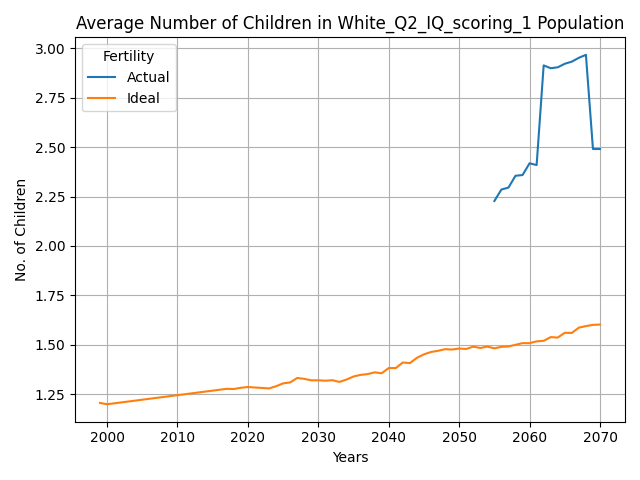 Average Number of Children in White_Q2_IQ_scoring_1 Population
Fertility
Actual
Ideal
No. of Children
3.00
2.75
2.50
2.25
2.00
1.75
1.50
1.25
2000 2010 2020 2030 2040 2050 2060 2070
Years